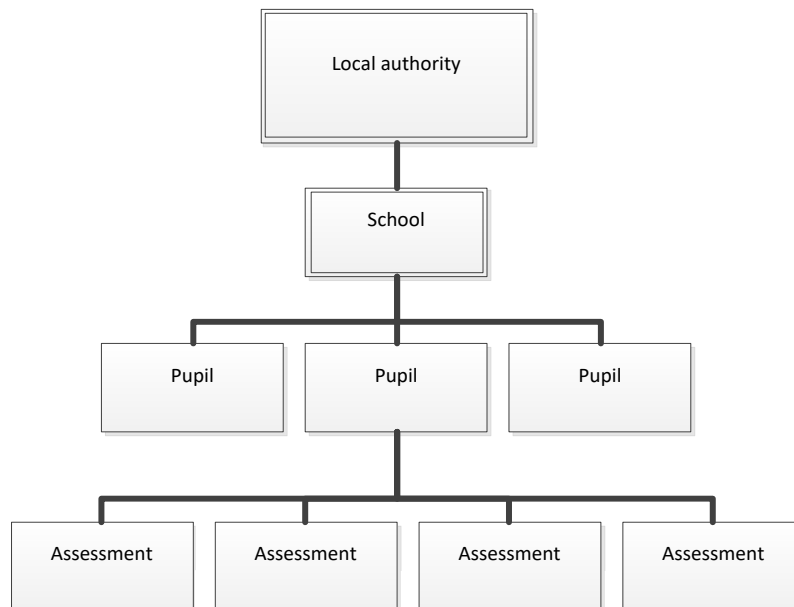 Local authority
School
Pupil
Pupil
Pupil
Assessment
Assessment
Assessment
Assessment